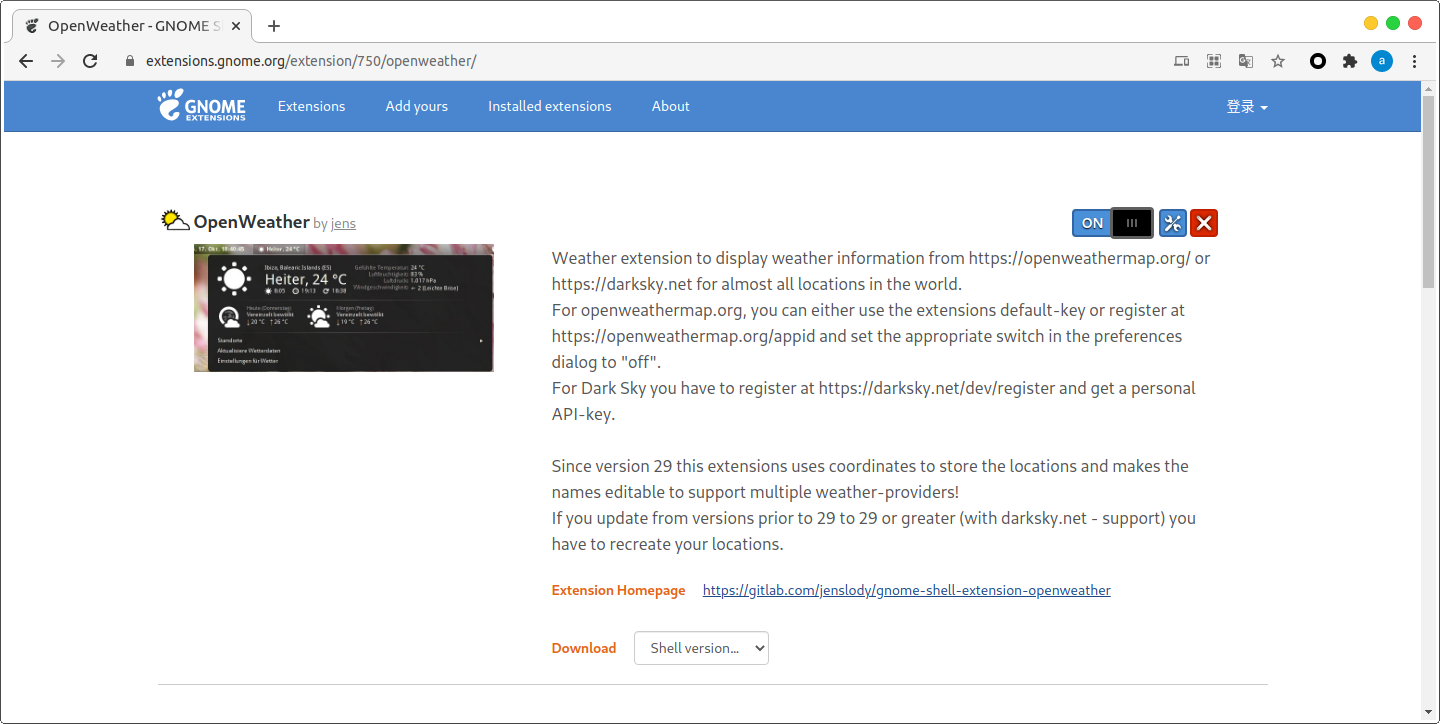 OpenWeather - GNOME S
extensions.gnome.org/extension/750/openweather/
a
GNOME
EXTENSIONS
Extensions
Add yours
Installed extensions
About
登录
OpenWeather by jens
ON
17. Okt. 18:40:45
Heiter, 24 °C
Ibiza, Balearic Islands (ES)
Heiter, 24 °C
8:05 19:13 18:38
Gefühlte Temperatur: 24 °C
Luftfeuchtigkeit: 83 %
Luftdruck: 1.017 hPa
Windgeschwindigkeit: ← 2 (Leichte Brise)
Heute (Donnerstag)
Vereinzelt bewölkt
↓ 20 °C ↑ 26 °C
Morgen (Freitag)
Vereinzelt bewölkt
↓ 19 °C ↑ 26 °C
Standorte
Aktualisiere Wetterdaten
Einstellungen für Wetter
Weather extension to display weather information from https://openweathermap.org/ or
https://darksky.net for almost all locations in the world.
For openweathermap.org, you can either use the extensions default-key or register at
https://openweathermap.org/appid and set the appropriate switch in the preferences
dialog to "off".
For Dark Sky you have to register at https://darksky.net/dev/register and get a personal
API-key.
Since version 29 this extensions uses coordinates to store the locations and makes the
names editable to support multiple weather-providers!
If you update from versions prior to 29 to 29 or greater (with darksky.net - support) you
have to recreate your locations.
Extension Homepage https://gitlab.com/jenslody/gnome-shell-extension-openweather
Download Shell version...